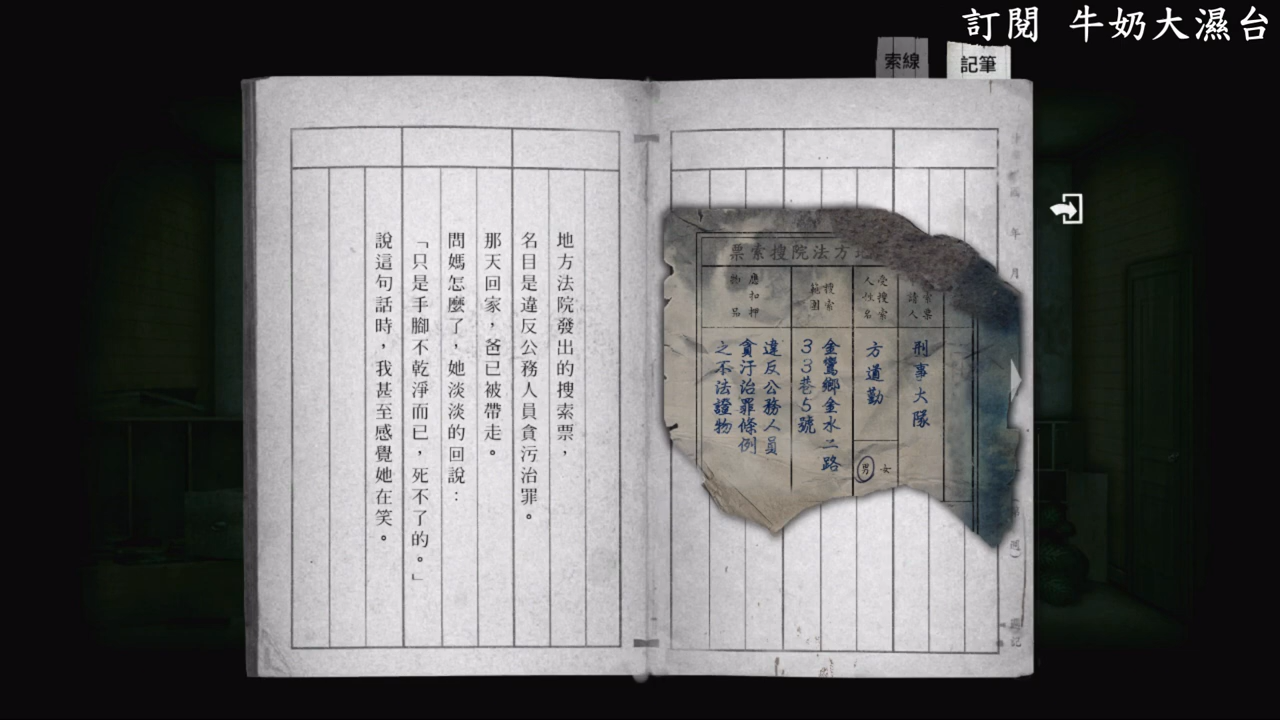 訂閱 牛奶大濕台
索線
記筆
地方法院發出的搜索票，
名目是違反公務人員貪污治罪。
那天回家，爸已被帶走。
問媽怎麼了，她淡淡的回說：
「只是手腳不乾淨而已，死不了的。」
說這句話時，我甚至感覺她在笑。
票索搜院法方
刑事大隊
受搜索
人性名
方道勤
男 女
搜索
範圍
金鸞鄉金水二路
33巷5號
應扣押
物品
違反公務人員
貪汙治罪條例
之不法證物
年
月
週記